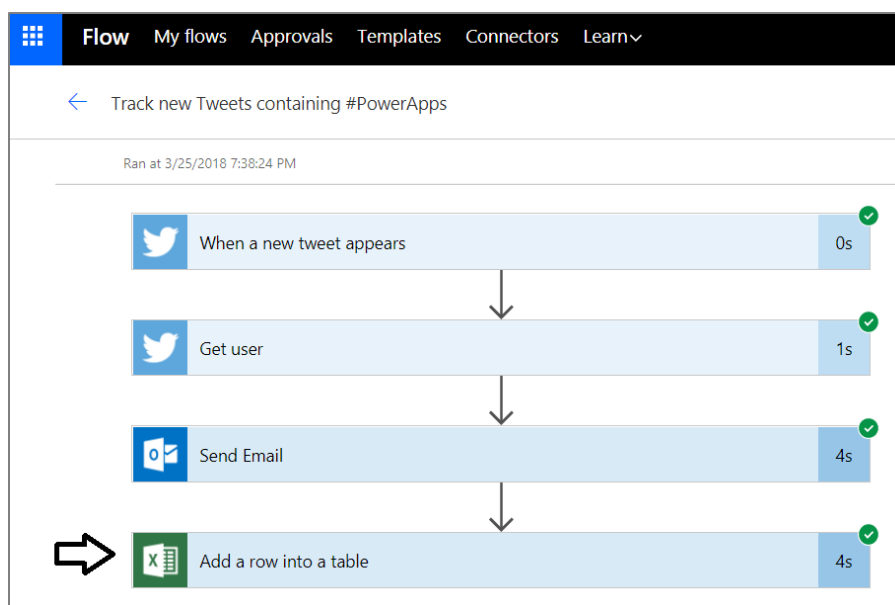 Flow My flows Approvals Templates Connectors Learn
Track new Tweets containing #PowerApps
Ran at 3/25/2018 7:38:24 PM
When a new tweet appears 0s
Get user 1s
Send Email 4s
Add a row into a table 4s